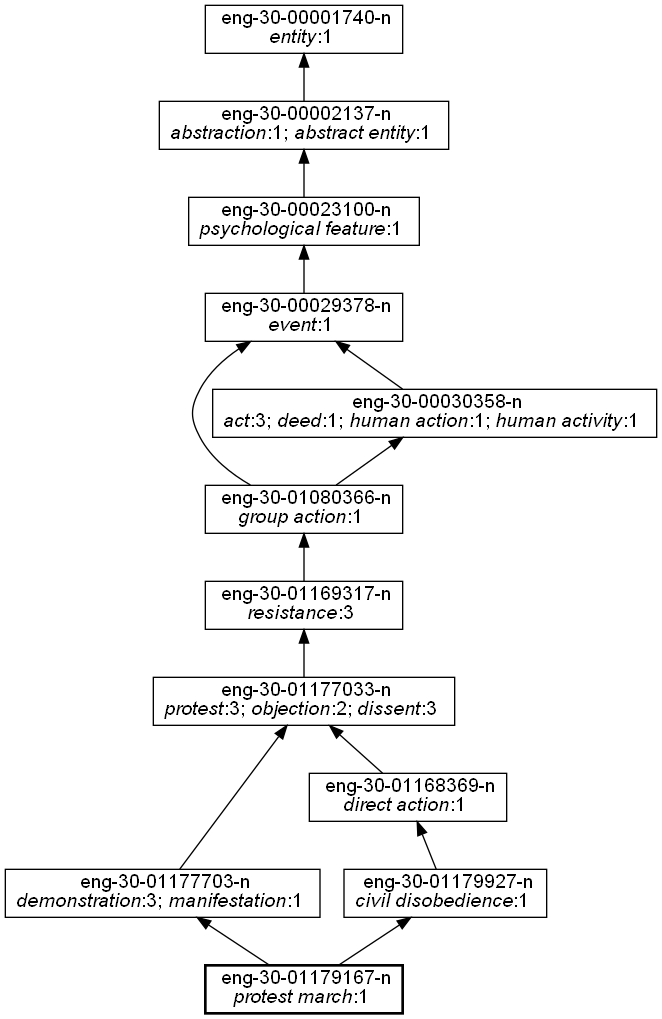 eng-30-00001740-n
entity:1
eng-30-00002137-n
abstraction:1; abstract entity:1
eng-30-00023100-n
psychological feature:1
eng-30-00029378-n
event:1
eng-30-00030358-n
act:3; deed:1; human action:1; human activity:1
eng-30-01080366-n
group action:1
eng-30-01169317-n
resistance:3
eng-30-01177033-n
protest:3; objection:2; dissent:3
eng-30-01168369-n
direct action:1
eng-30-01177703-n
demonstration:3; manifestation:1
eng-30-01179927-n
civil disobedience:1
eng-30-01179167-n
protest march:1